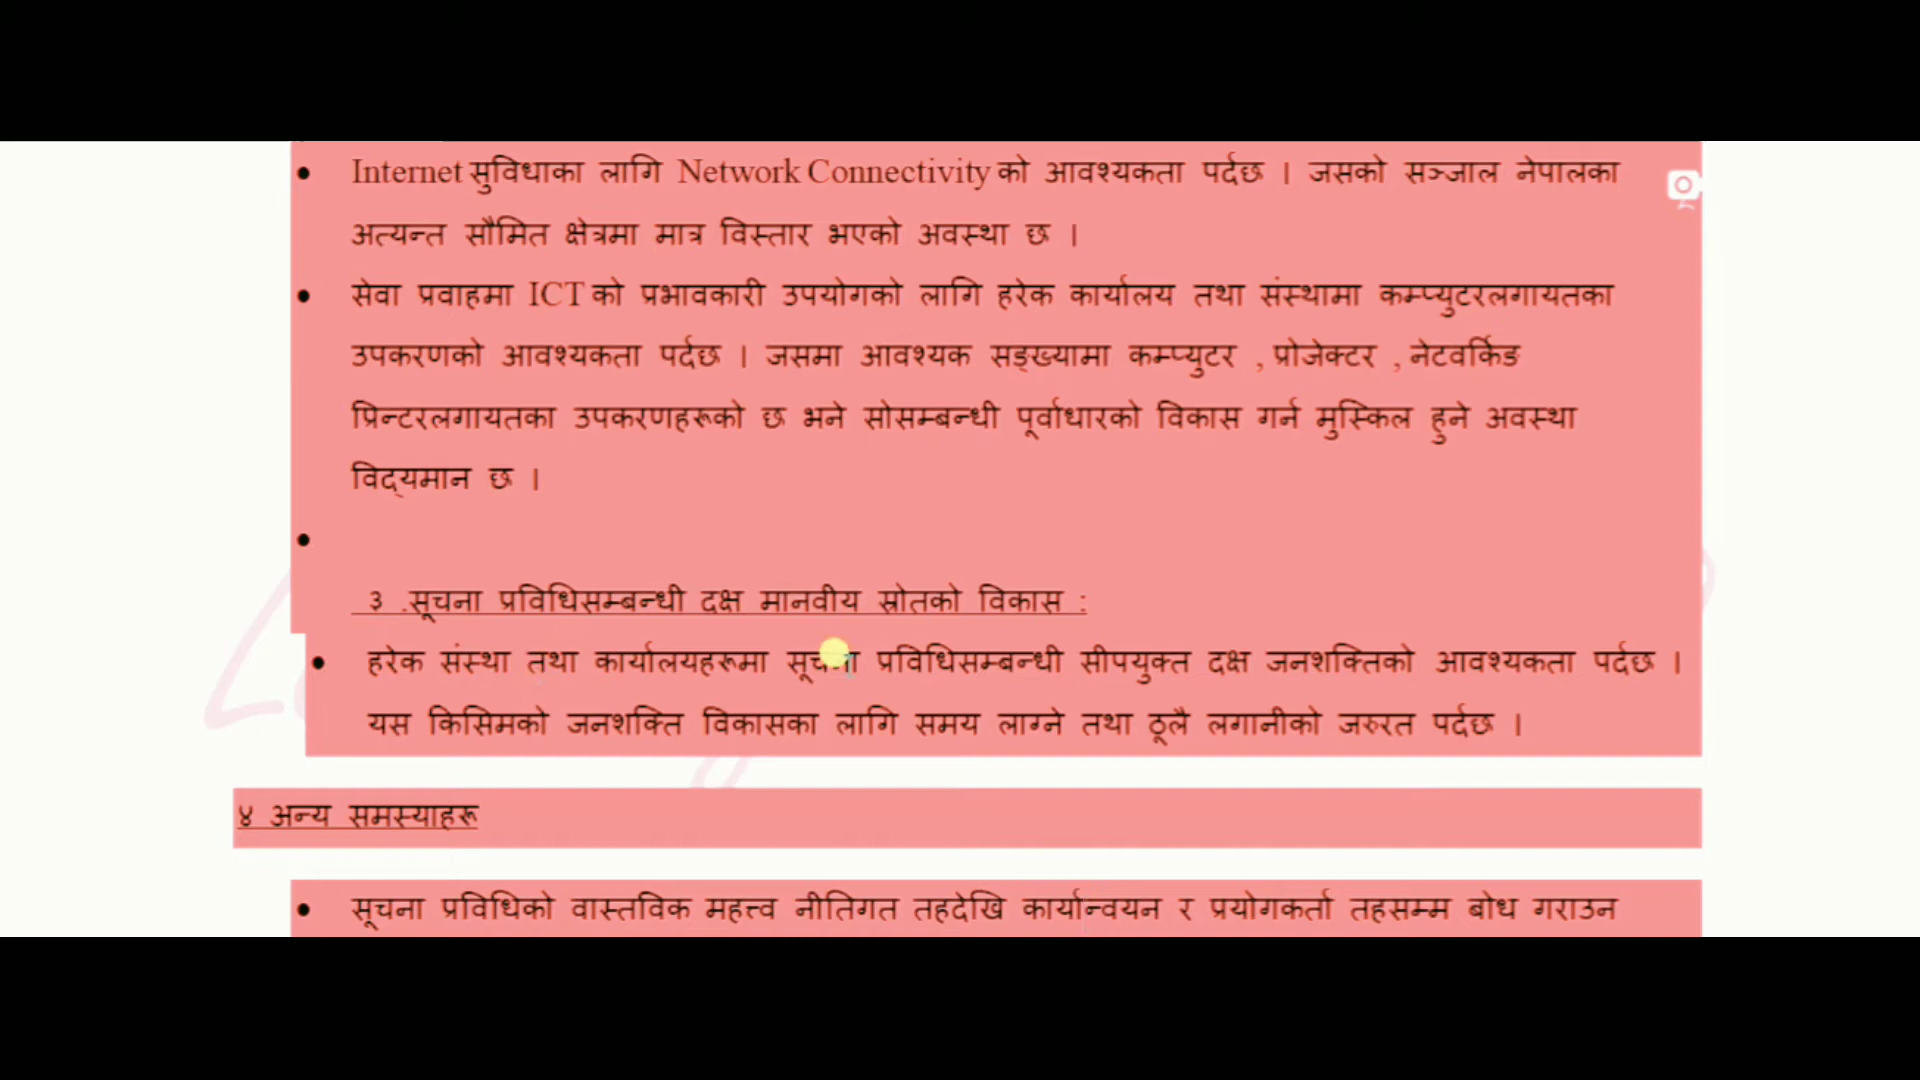 • Internet सुविधाका लागि Network Connectivity को आवश्यकता पर्दछ । जसको सञ्जाल नेपालका
अत्यन्त सीमित क्षेत्रमा मात्र विस्तार भएको अवस्था छ ।
• सेवा प्रवाहमा ICT को प्रभावकारी उपयोगको लागि हरेक कार्यालय तथा संस्थामा कम्प्युटरलगायतका
उपकरणको आवश्यकता पर्दछ । जसमा आवश्यक सङ्ख्यामा कम्प्युटर , प्रोजेक्टर , नेटवर्किङ
प्रिन्टरलगायतका उपकरणहरूको छ भने सोसम्बन्धी पूर्वाधारको विकास गर्न मुस्किल हुने अवस्था
विद्यमान छ ।
•
३ .सूचना प्रविधिसम्बन्धी दक्ष मानवीय स्रोतको विकास :
• हरेक संस्था तथा कार्यालयहरूमा सूचना प्रविधिसम्बन्धी सीपयुक्त दक्ष जनशक्तिको आवश्यकता पर्दछ ।
यस किसिमको जनशक्ति विकासका लागि समय लाग्ने तथा ठूलै लगानीको जरुरत पर्दछ ।
४ अन्य समस्याहरू
• सूचना प्रविधिको वास्तविक महत्त्व नीतिगत तहदेखि कार्यान्वयन र प्रयोगकर्ता तहसम्म बोध गराउन